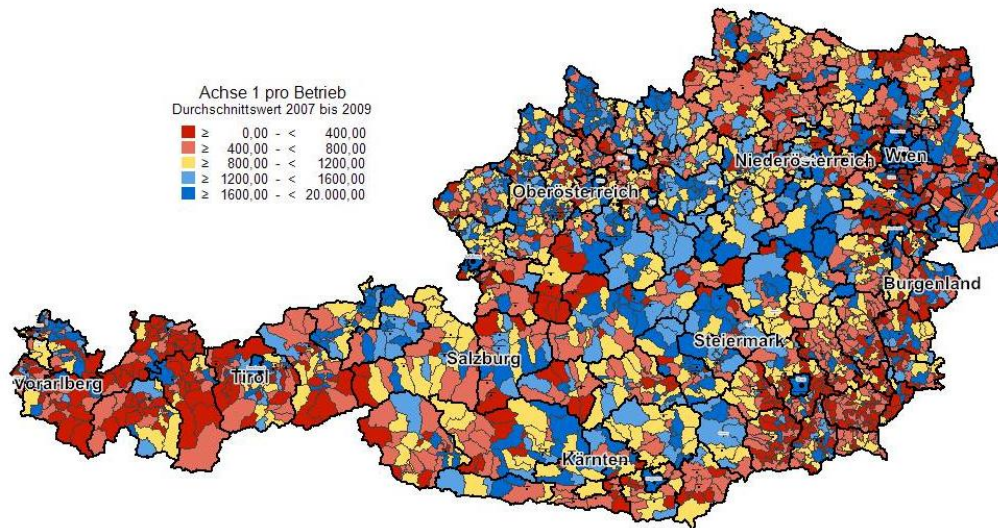 Achse 1 pro Betrieb
Durchschnittswert 2007 bis 2009
≥ 0,00 - < 400,00
≥ 400,00 - < 800,00
≥ 800,00 - < 1200,00
≥ 1200,00 - < 1600,00
≥ 1600,00 - < 20.000,00
Niederösterreich
Wien
Oberösterreich
Burgenland
Steiermark
Salzburg
Tirol
Vorarlberg
Kärnten